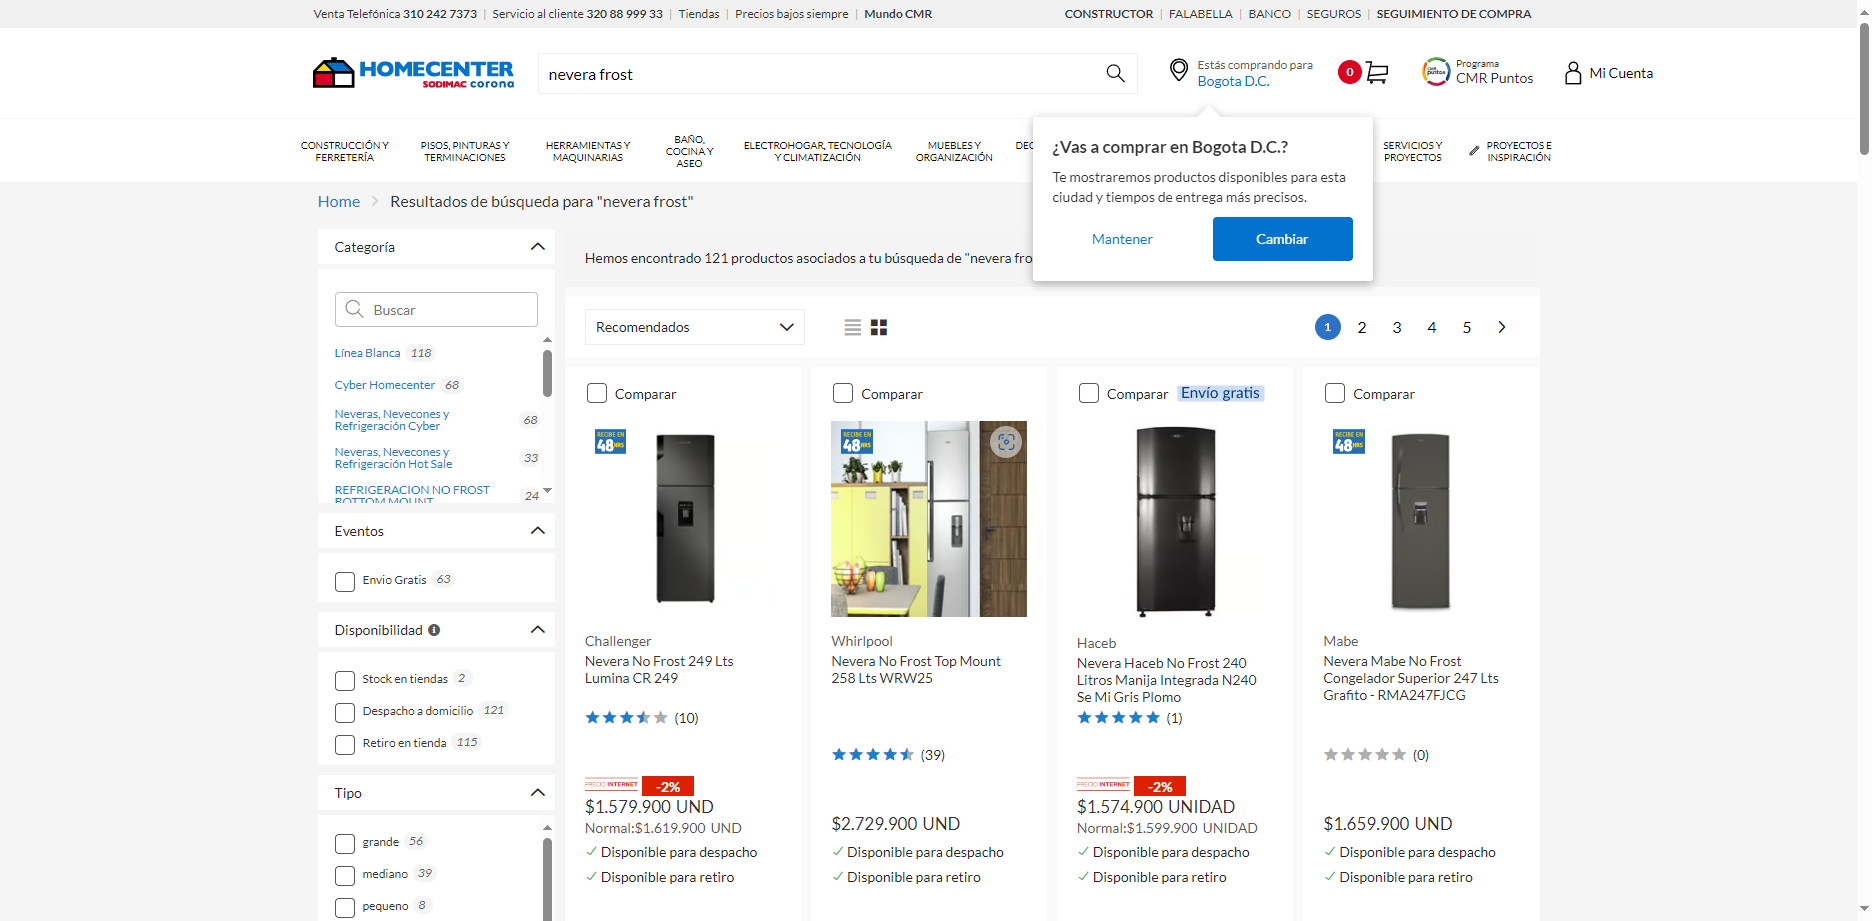 Venta Telefónica 310 242 7373 | Servicio al cliente 320 88 999 33 | Tiendas | Precios bajos siempre | Mundo CMR
CONSTRUCTOR | FALABELLA | BANCO | SEGUROS | SEGUIMIENTO DE COMPRA
HOMECENTER
SODIMAC corona
nevera frost
Estás comprando para
Bogota D.C.
0
CMR puntos
Programa
CMR Puntos
Mi Cuenta
CONSTRUCCIÓN Y
FERRETERÍA
PISOS, PINTURAS Y
TERMINACIONES
HERRAMIENTAS Y
MAQUINARIAS
BAÑO,
COCINA Y
ASEO
ELECTROHOGAR, TECNOLOGÍA
Y CLIMATIZACIÓN
MUEBLES Y
ORGANIZACIÓN
SERVICIOS Y
PROYECTOS
PROYECTOS E
INSPIRACIÓN
¿Vas a comprar en Bogota D.C.?
Te mostraremos productos disponibles para esta
ciudad y tiempos de entrega más precisos.
Mantener
Cambiar
Home > Resultados de búsqueda para "nevera frost"
Categoría
Buscar
Línea Blanca 118
Cyber Homecenter 68
Neveras, Nevecones y
Refrigeración Cyber 68
Neveras, Nevecones y
Refrigeración Hot Sale 33
REFRIGERACION NO FROST
BOTTOM MOUNT 24
Eventos
Envio Gratis 63
Disponibilidad
Stock en tiendas 2
Despacho a domicilio 121
Retiro en tienda 115
Tipo
grande 56
mediano 39
pequeno 8
Hemos encontrado 121 productos asociados a tu búsqueda de "nevera fro
Recomendados
1 2 3 4 5
Comparar
RECIBE EN
48HRS
Challenger
Nevera No Frost 249 Lts
Lumina CR 249
(10)
PRECIO INTERNET -2%
$1.579.900 UND
Normal:$1.619.900 UND
Disponible para despacho
Disponible para retiro
Comparar
RECIBE EN
48HRS
Whirlpool
Nevera No Frost Top Mount
258 Lts WRW25
(39)
$2.729.900 UND
Disponible para despacho
Disponible para retiro
Comparar Envío gratis
Haceb
Nevera Haceb No Frost 240
Litros Manija Integrada N240
Se Mi Gris Plomo
(1)
PRECIO INTERNET -2%
$1.574.900 UNIDAD
Normal:$1.599.900 UNIDAD
Disponible para despacho
Disponible para retiro
Comparar
RECIBE EN
48HRS
Mabe
Nevera Mabe No Frost
Congelador Superior 247 Lts
Grafito - RMA247FJCG
(0)
$1.659.900 UND
Disponible para despacho
Disponible para retiro